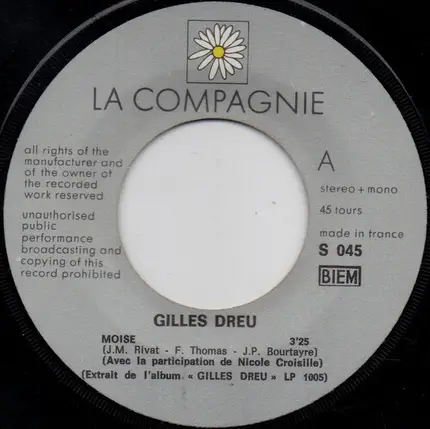 LA COMPAGNIE
all rights of the
manufacturer and
of the owner of
the recorded
work reserved
unauthorised
public
performance
broadcasting and
copying of this
record prohibited
A
stereo + mono
45 tours
made in france
S 045
BIEM
GILLES DREU
MOISE 3'25
(J.M. Rivat - F. Thomas - J.P. Bourtayre)
(Avec la participation de Nicole Croisille)
(Extrait de l'album « GILLES DREU » LP 1005)